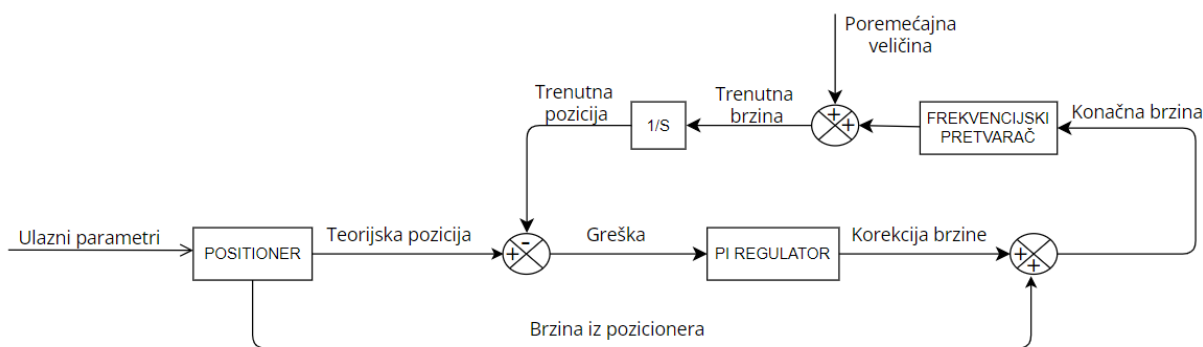 Poremećajna
veličina
Trenutna
pozicija
1/S
Trenutna
brzina
+
+
FREKVENCIJSKI
PRETVARAČ
Konačna brzina
Ulazni parametri
POSITIONER
Teorijska pozicija
-
+
Greška
PI REGULATOR
Korekcija brzine
+
+
Brzina iz pozicionera